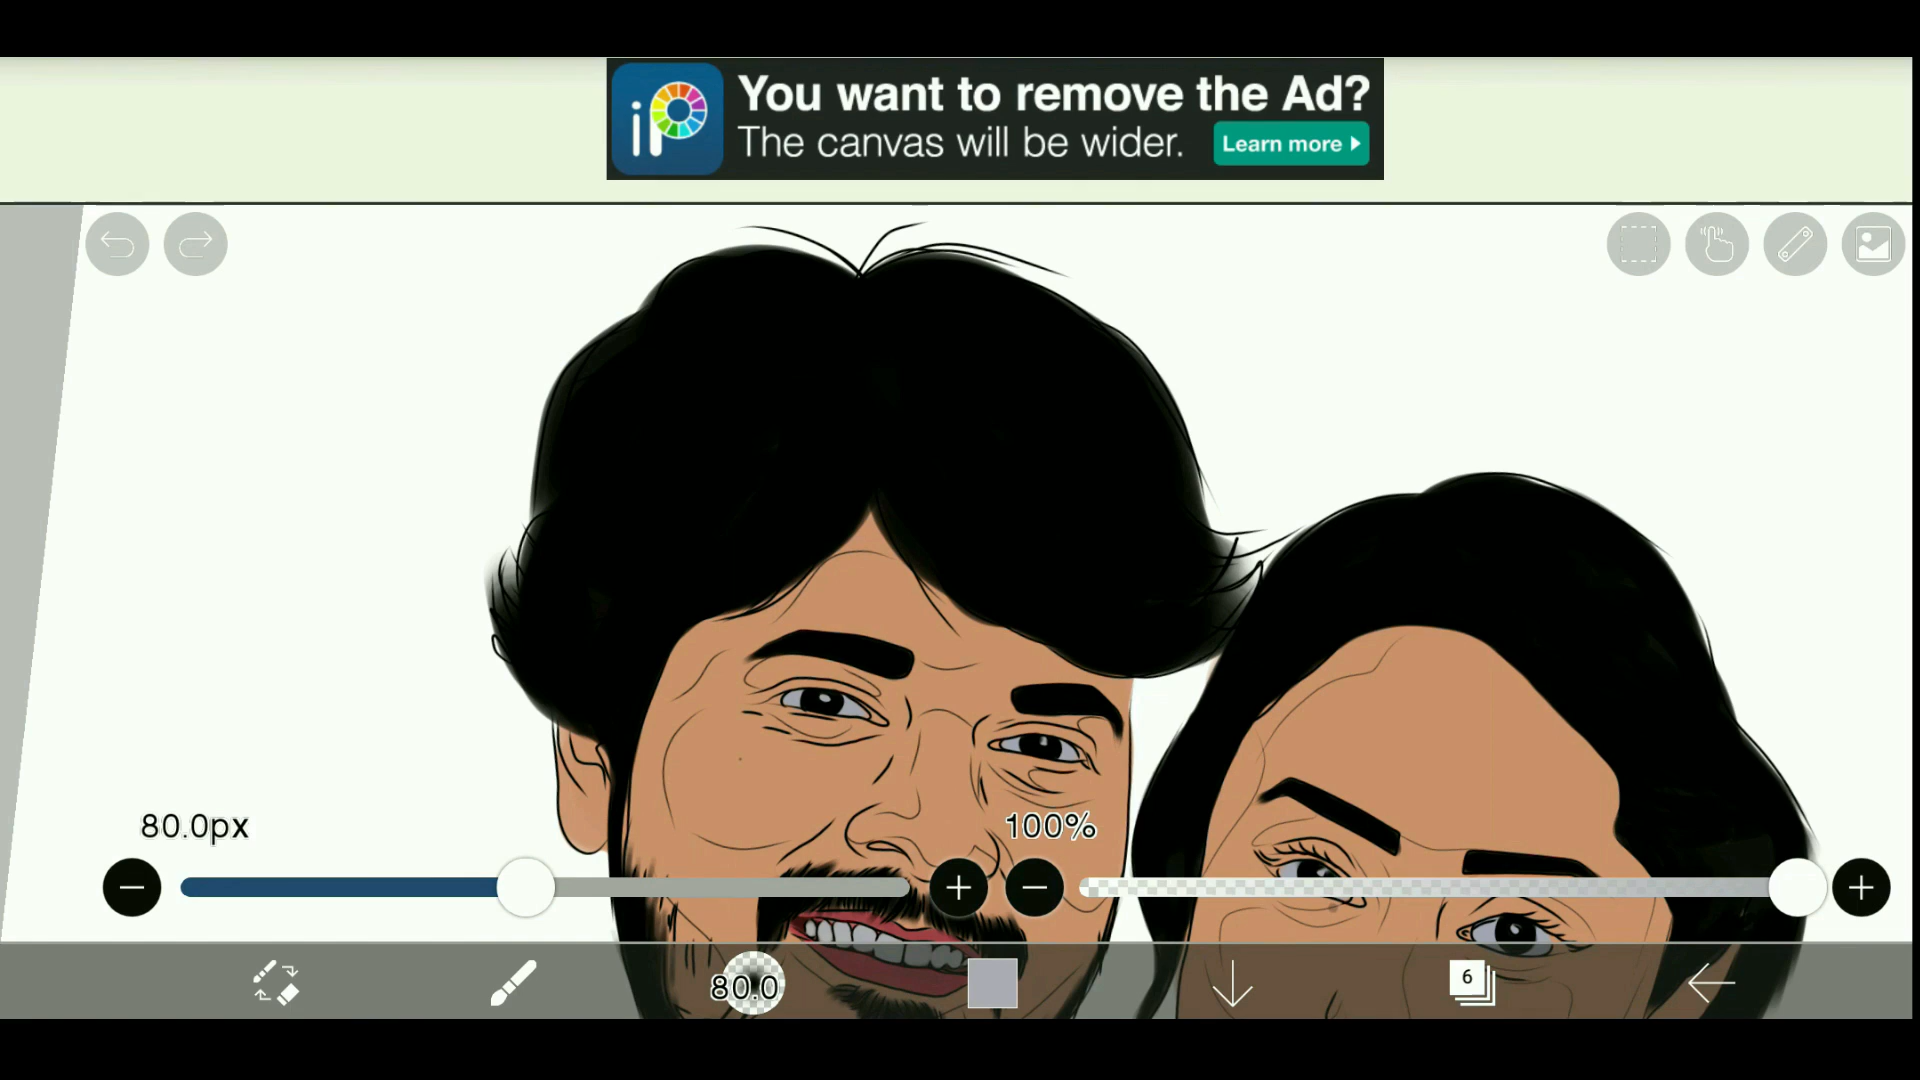 iP
You want to remove the Ad?
The canvas will be wider.
Learn more
80.0px
100%
80.0
6